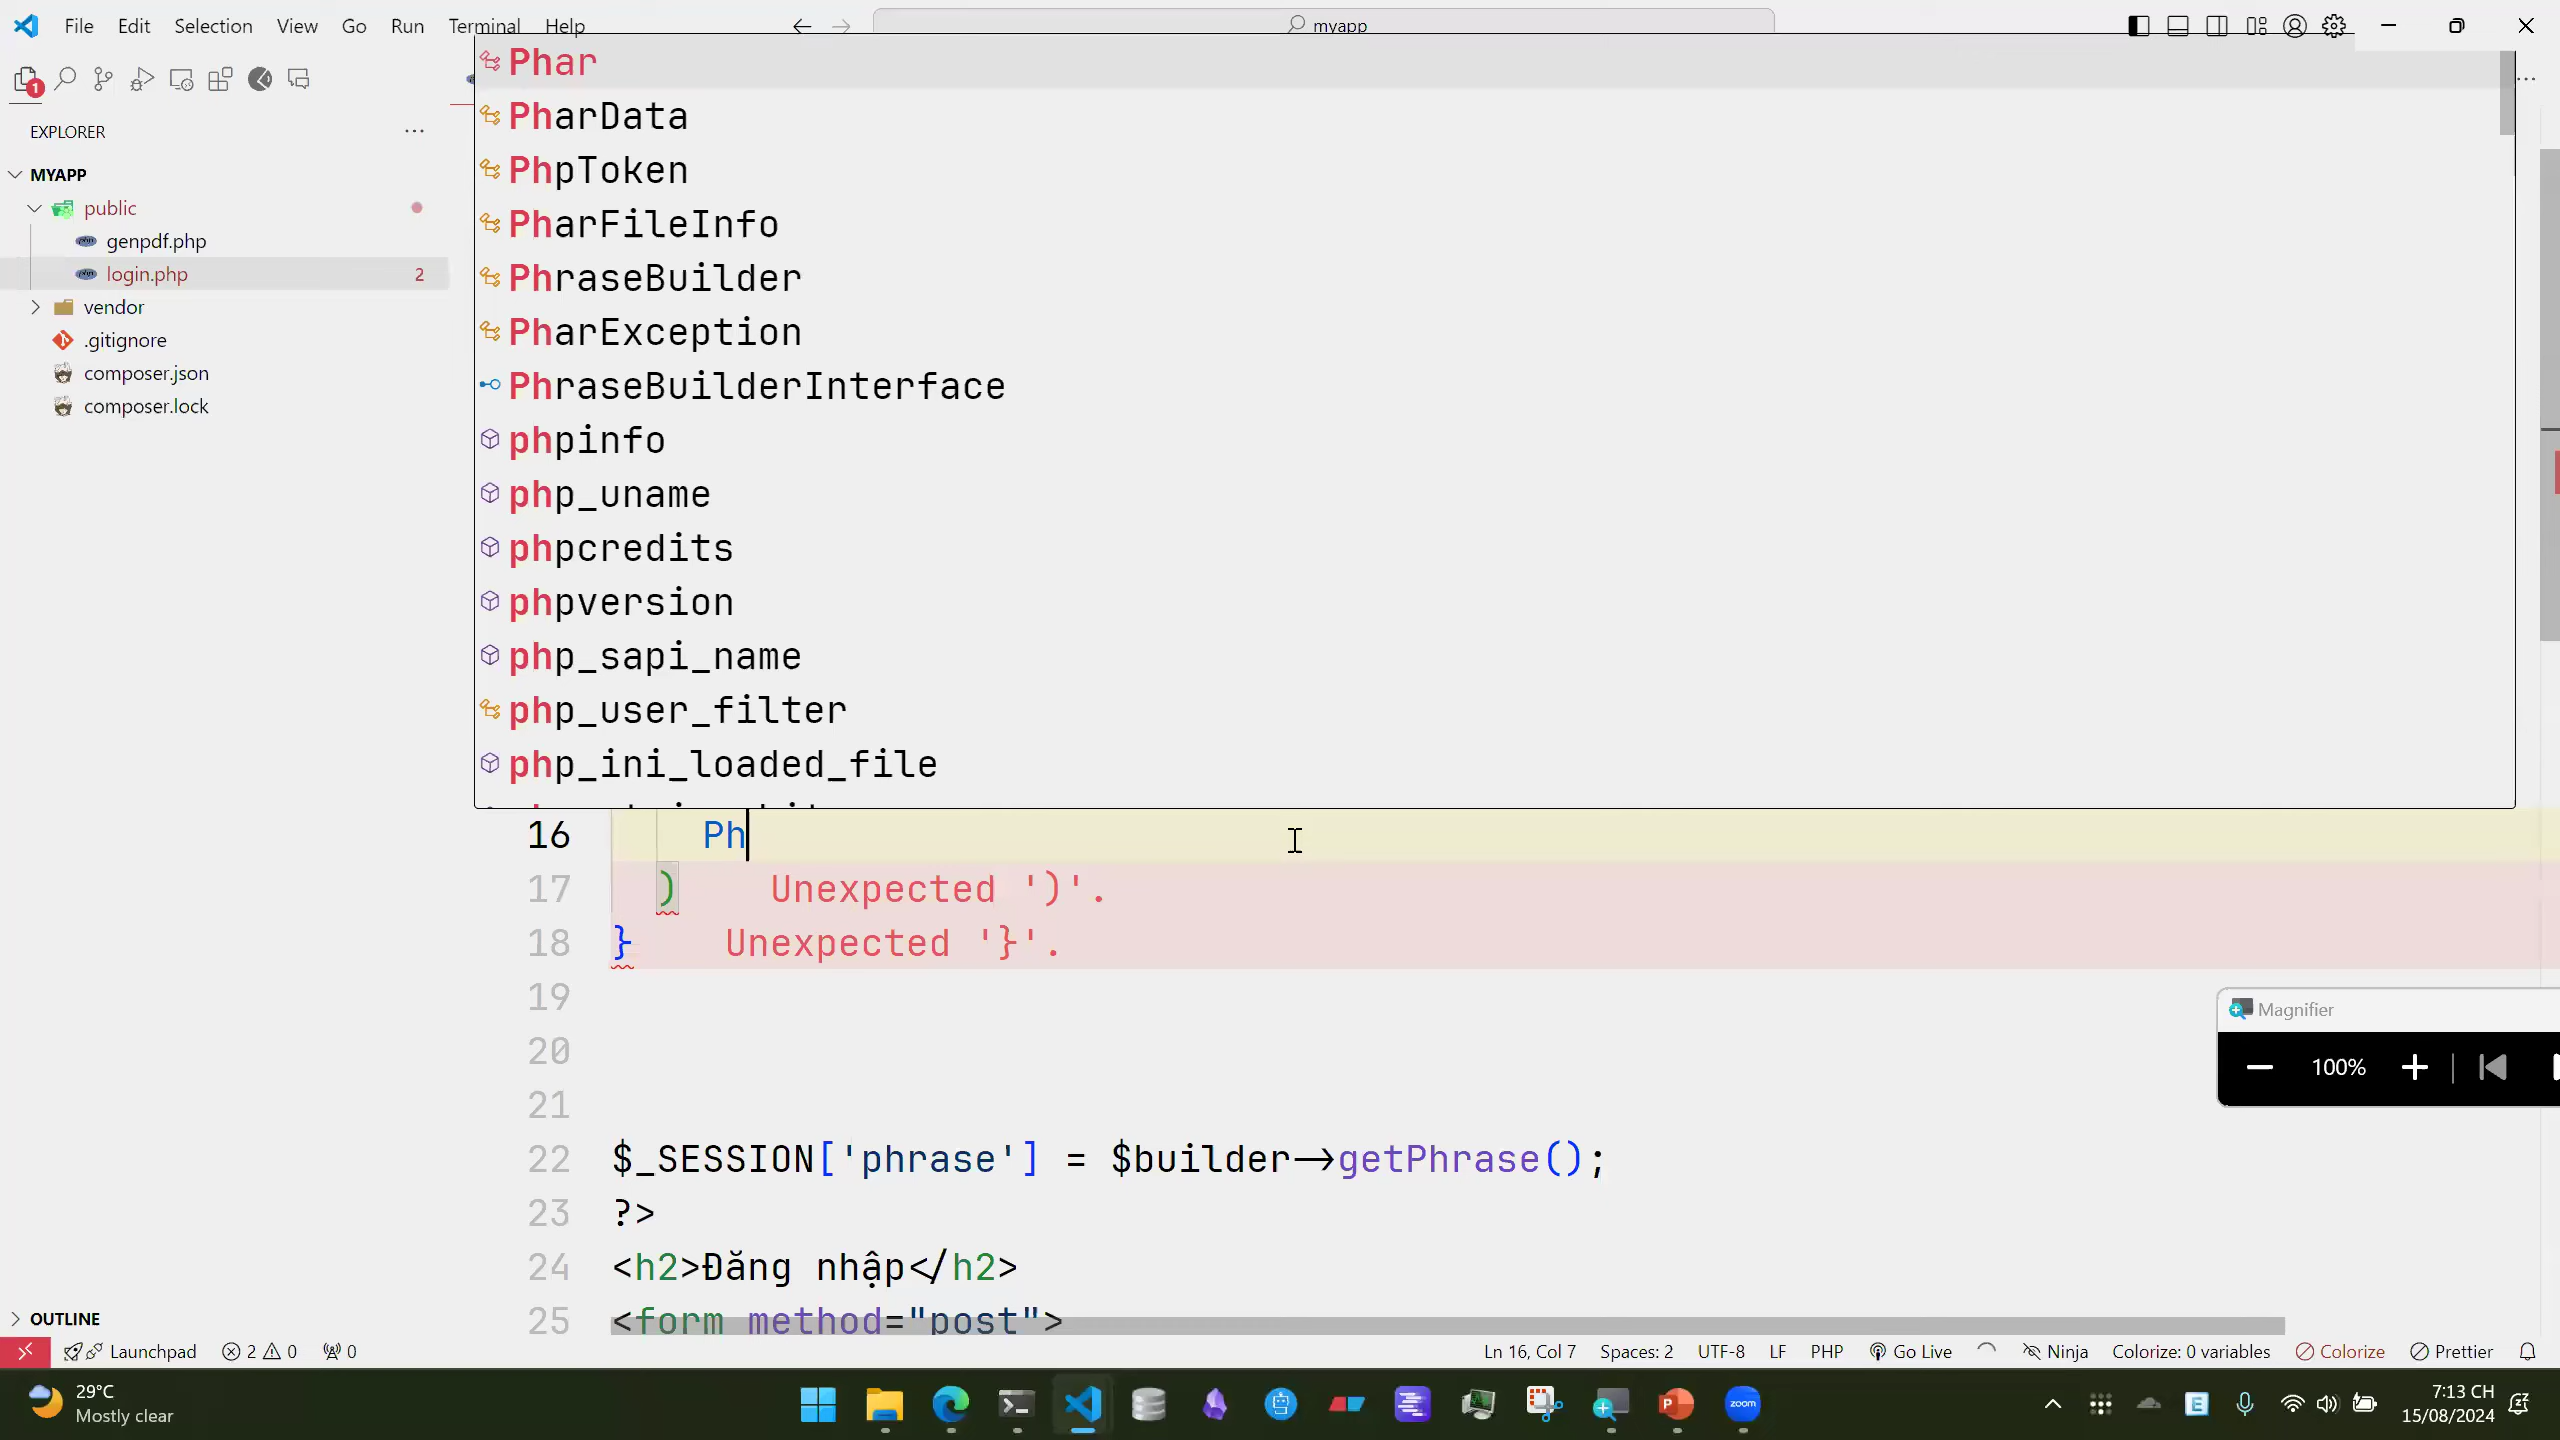 File Edit Selection View Go Run Terminal Help
myapp
1
EXPLORER
MYAPP
public
genpdf.php
login.php 2
vendor
.gitignore
composer.json
composer.lock
OUTLINE
Phar
PharData
PhpToken
PharFileInfo
PhraseBuilder
PharException
PhraseBuilderInterface
phpinfo
php_uname
phpcredits
phpversion
php_sapi_name
php_user_filter
php_ini_loaded_file
16 Ph
17 ) Unexpected ')'.
18 } Unexpected '}'.
19
20
21
22 $_SESSION['phrase'] = $builder->getPhrase();
23 ?>
24 <h2>Đăng nhập</h2>
25 <form method="post">
Magnifier
100%
Launchpad 2 0 0 Ln 16, Col 7 Spaces: 2 UTF-8 LF PHP Go Live Ninja Colorize: 0 variables Colorize Prettier
29°C
Mostly clear
zoom
7:13 CH
15/08/2024